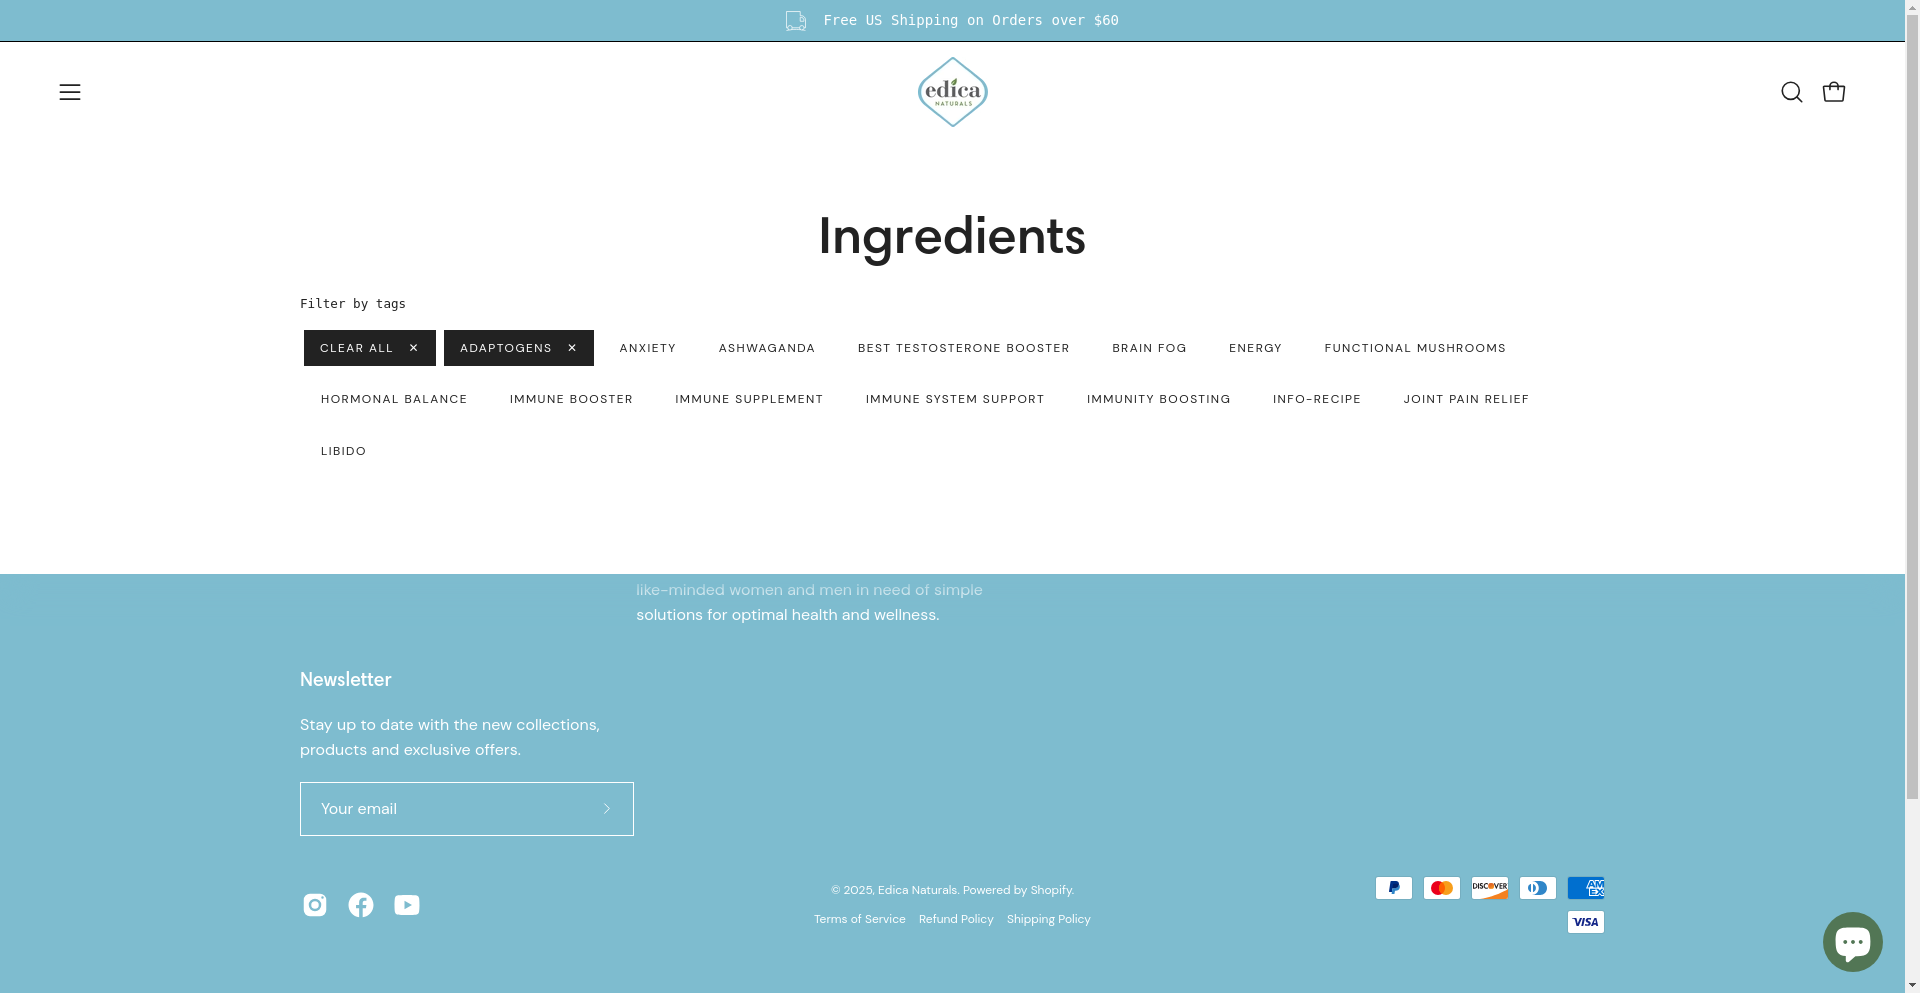 Free US Shipping on Orders over $60
edica
NATURALS
Ingredients
Filter by tags
CLEAR ALL ✕ ADAPTOGENS ✕ ANXIETY ASHWAGANDA BEST TESTOSTERONE BOOSTER BRAIN FOG ENERGY FUNCTIONAL MUSHROOMS
HORMONAL BALANCE IMMUNE BOOSTER IMMUNE SUPPLEMENT IMMUNE SYSTEM SUPPORT IMMUNITY BOOSTING INFO-RECIPE JOINT PAIN RELIEF
LIBIDO
like-minded women and men in need of simple
solutions for optimal health and wellness.
Newsletter
Stay up to date with the new collections,
products and exclusive offers.
Your email
© 2025, Edica Naturals. Powered by Shopify.
Terms of Service Refund Policy Shipping Policy
DISCOVER
AM
EX
VISA